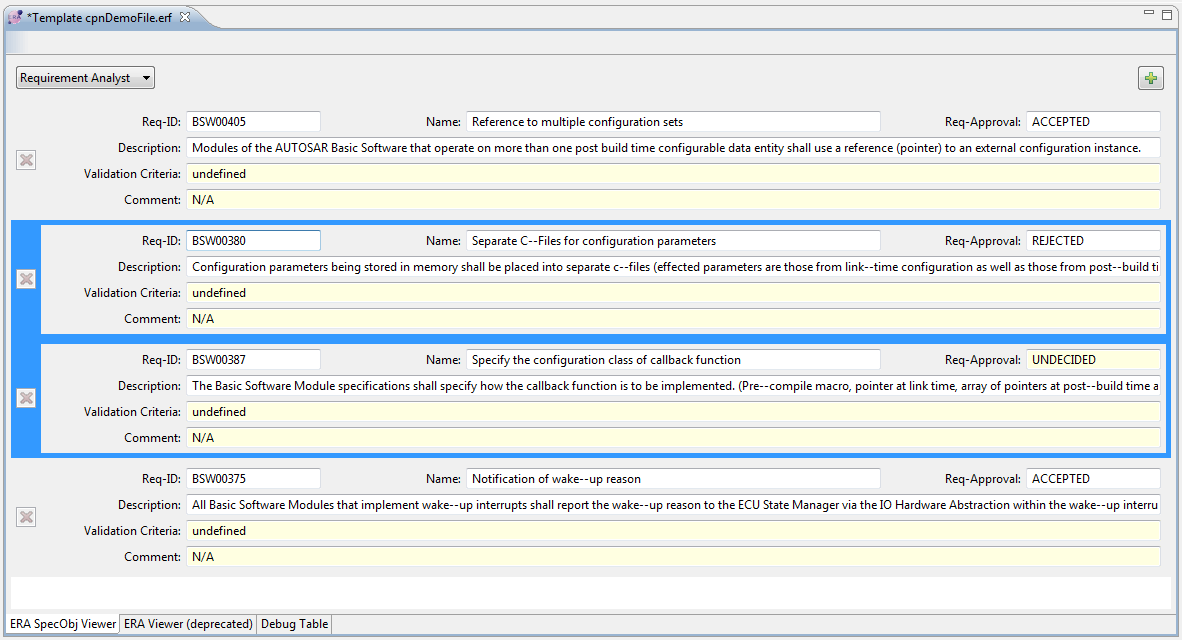 ERA *Template cpnDemoFile.erf
Requirement Analyst
Req-ID: BSW00405 Name: Reference to multiple configuration sets Req-Approval: ACCEPTED
Description: Modules of the AUTOSAR Basic Software that operate on more than one post build time configurable data entity shall use a reference (pointer) to an external configuration instance.
Validation Criteria: undefined
Comment: N/A
Req-ID: BSW00380 Name: Separate C--Files for configuration parameters Req-Approval: REJECTED
Description: Configuration parameters being stored in memory shall be placed into separate c--files (effected parameters are those from link--time configuration as well as those from post--build ti
Validation Criteria: undefined
Comment: N/A
Req-ID: BSW00387 Name: Specify the configuration class of callback function Req-Approval: UNDECIDED
Description: The Basic Software Module specifications shall specify how the callback function is to be implemented. (Pre--compile macro, pointer at link time, array of pointers at post--build time a
Validation Criteria: undefined
Comment: N/A
Req-ID: BSW00375 Name: Notification of wake--up reason Req-Approval: ACCEPTED
Description: All Basic Software Modules that implement wake--up interrupts shall report the wake--up reason to the ECU State Manager via the IO Hardware Abstraction within the wake--up interru
Validation Criteria: undefined
Comment: N/A
ERA SpecObj Viewer ERA Viewer (deprecated) Debug Table